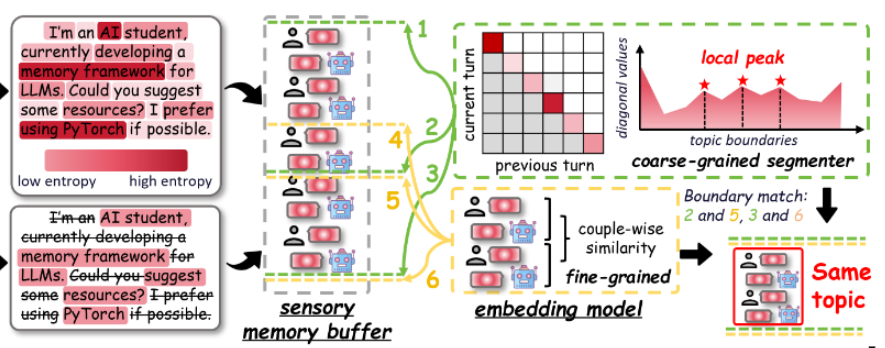 I'm an AI student,
currently developing a
memory framework for
LLMs. Could you suggest
some resources? I prefer
using PyTorch if possible.
low entropy
high entropy
I'm an AI student,
currently developing a
memory framework for
LLMs. Could you suggest
some resources? I prefer
using PyTorch if possible.
1
2
4
3
5
6
sensory
memory buffer
current turn
previous turn
diagonal values
local peak
topic boundaries
coarse-grained segmenter
couple-wise
similarity
fine-grained
embedding model
Boundary match:
2 and 5, 3 and 6
Same
topic